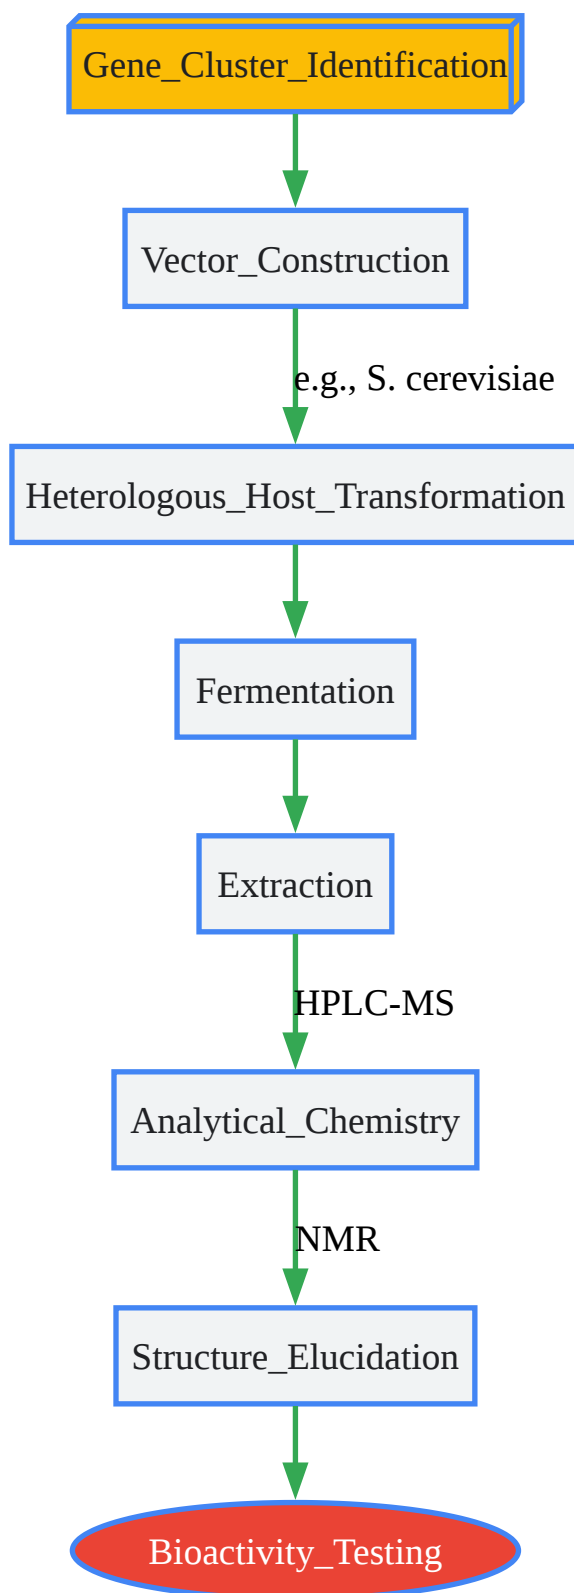 Gene_Cluster_Identification
Vector_Construction
e.g., S. cerevisiae
Heterologous_Host_Transformation
Fermentation
Extraction
HPLC-MS
Analytical_Chemistry
NMR
Structure_Elucidation
Bioactivity_Testing